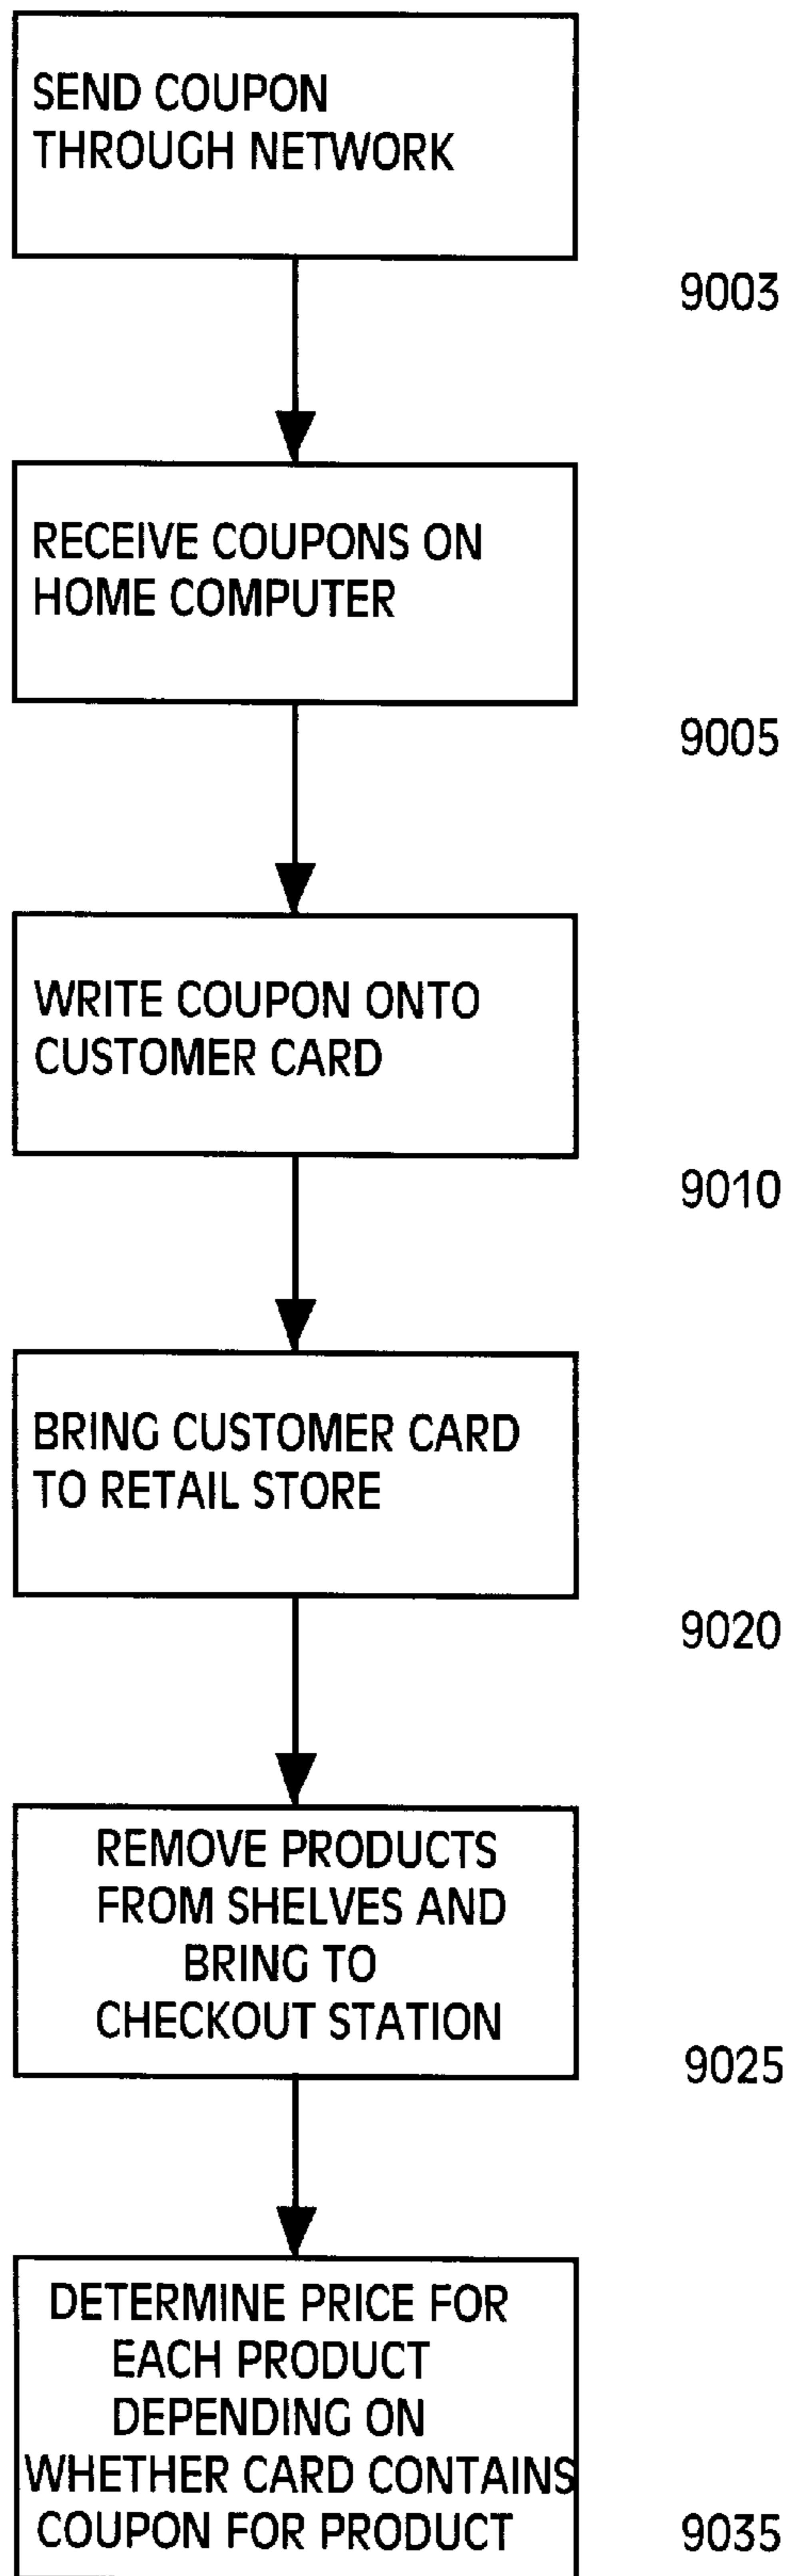 SEND COUPON
THROUGH NETWORK
9003
RECEIVE COUPONS ON
HOME COMPUTER
9005
WRITE COUPON ONTO
CUSTOMER CARD
9010
BRING CUSTOMER CARD
TO RETAIL STORE
9020
REMOVE PRODUCTS
FROM SHELVES AND
BRING TO
CHECKOUT STATION
9025
DETERMINE PRICE FOR
EACH PRODUCT
DEPENDING ON
WHETHER CARD CONTAINS
COUPON FOR PRODUCT
9035